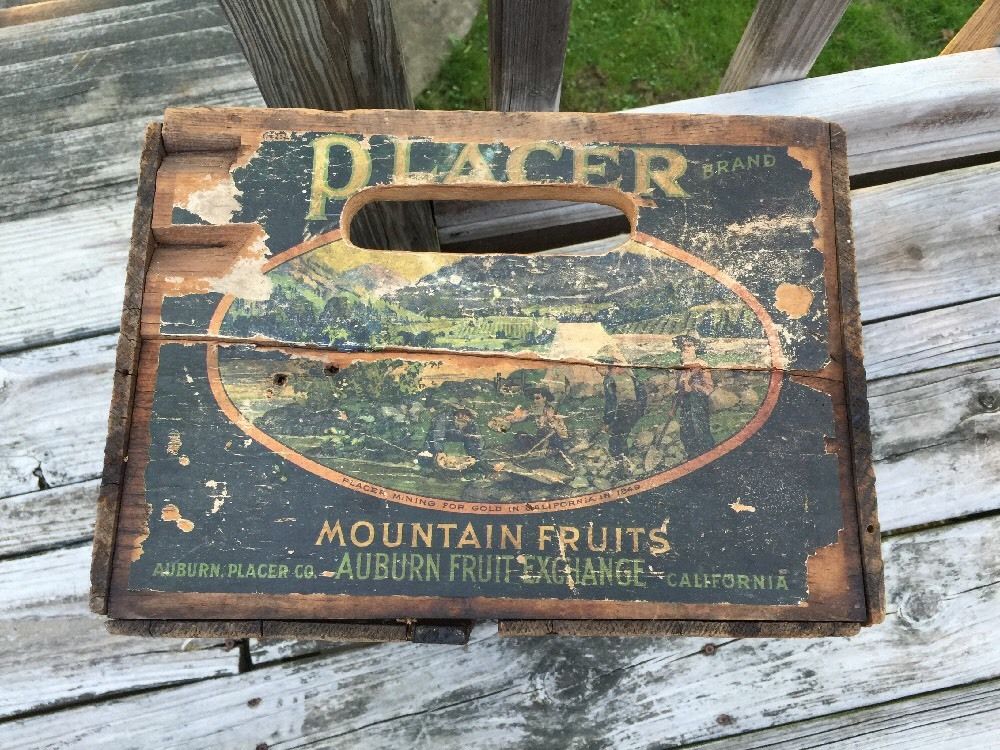 PLACER BRAND
PLACER MINING FOR GOLD IN CALIFORNIA IN 1849
MOUNTAIN FRUITS
AUBURN, PLACER CO. AUBURN FRUIT EXCHANGE CALIFORNIA